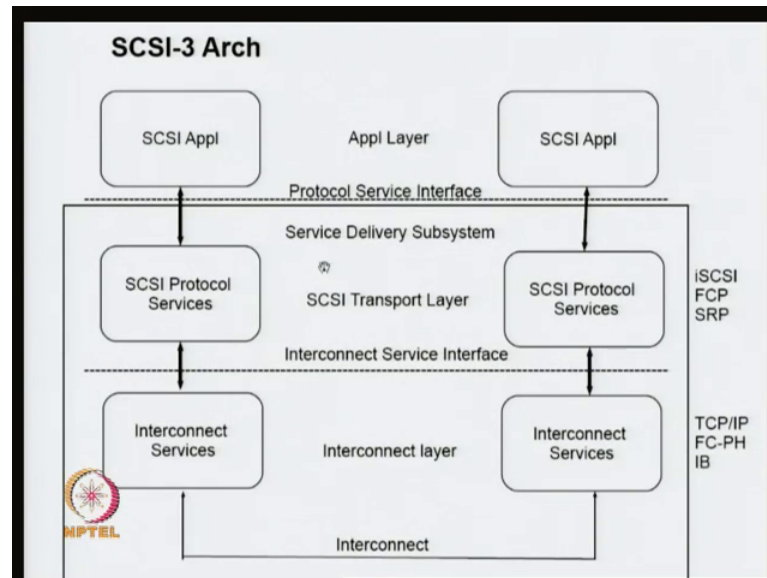 SCSI-3 Arch
SCSI Appl
Appl Layer
SCSI Appl
Protocol Service Interface
Service Delivery Subsystem
SCSI Protocol
Services
SCSI Transport Layer
SCSI Protocol
Services
iSCSI
FCP
SRP
Interconnect Service Interface
Interconnect
Services
Interconnect layer
Interconnect
Services
TCP/IP
FC-PH
IB
NPTEL
Interconnect